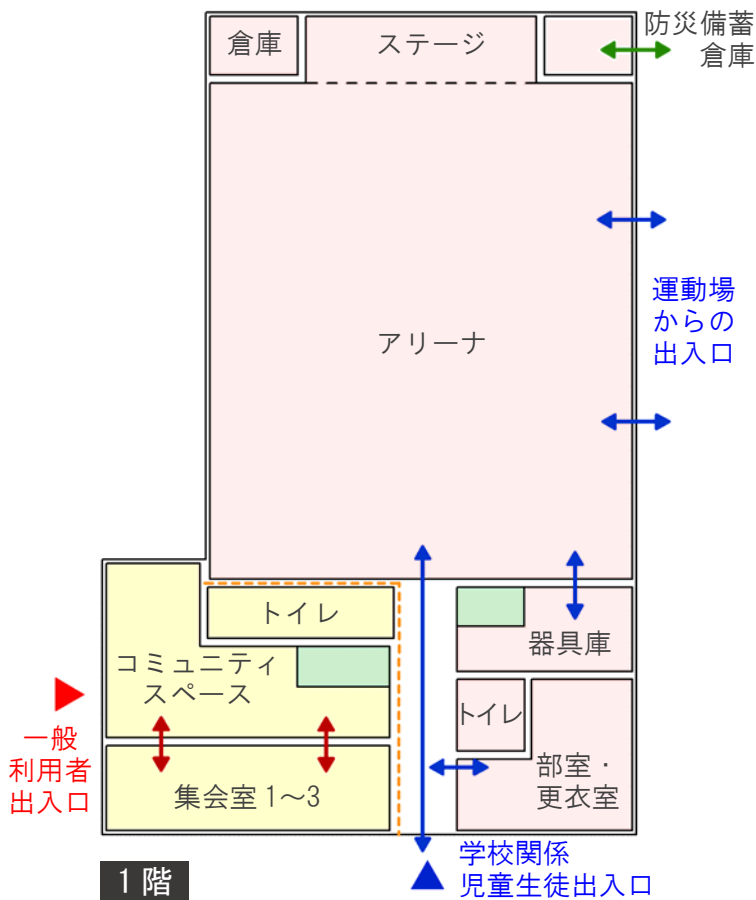 倉庫
ステージ
防災備蓄
倉庫
運動場
からの
出入口
アリーナ
トイレ
器具庫
コミュニティ
スペース
トイレ
一般
利用者
出入口
部室・
更衣室
集会室1～3
学校関係
児童生徒出入口
1階